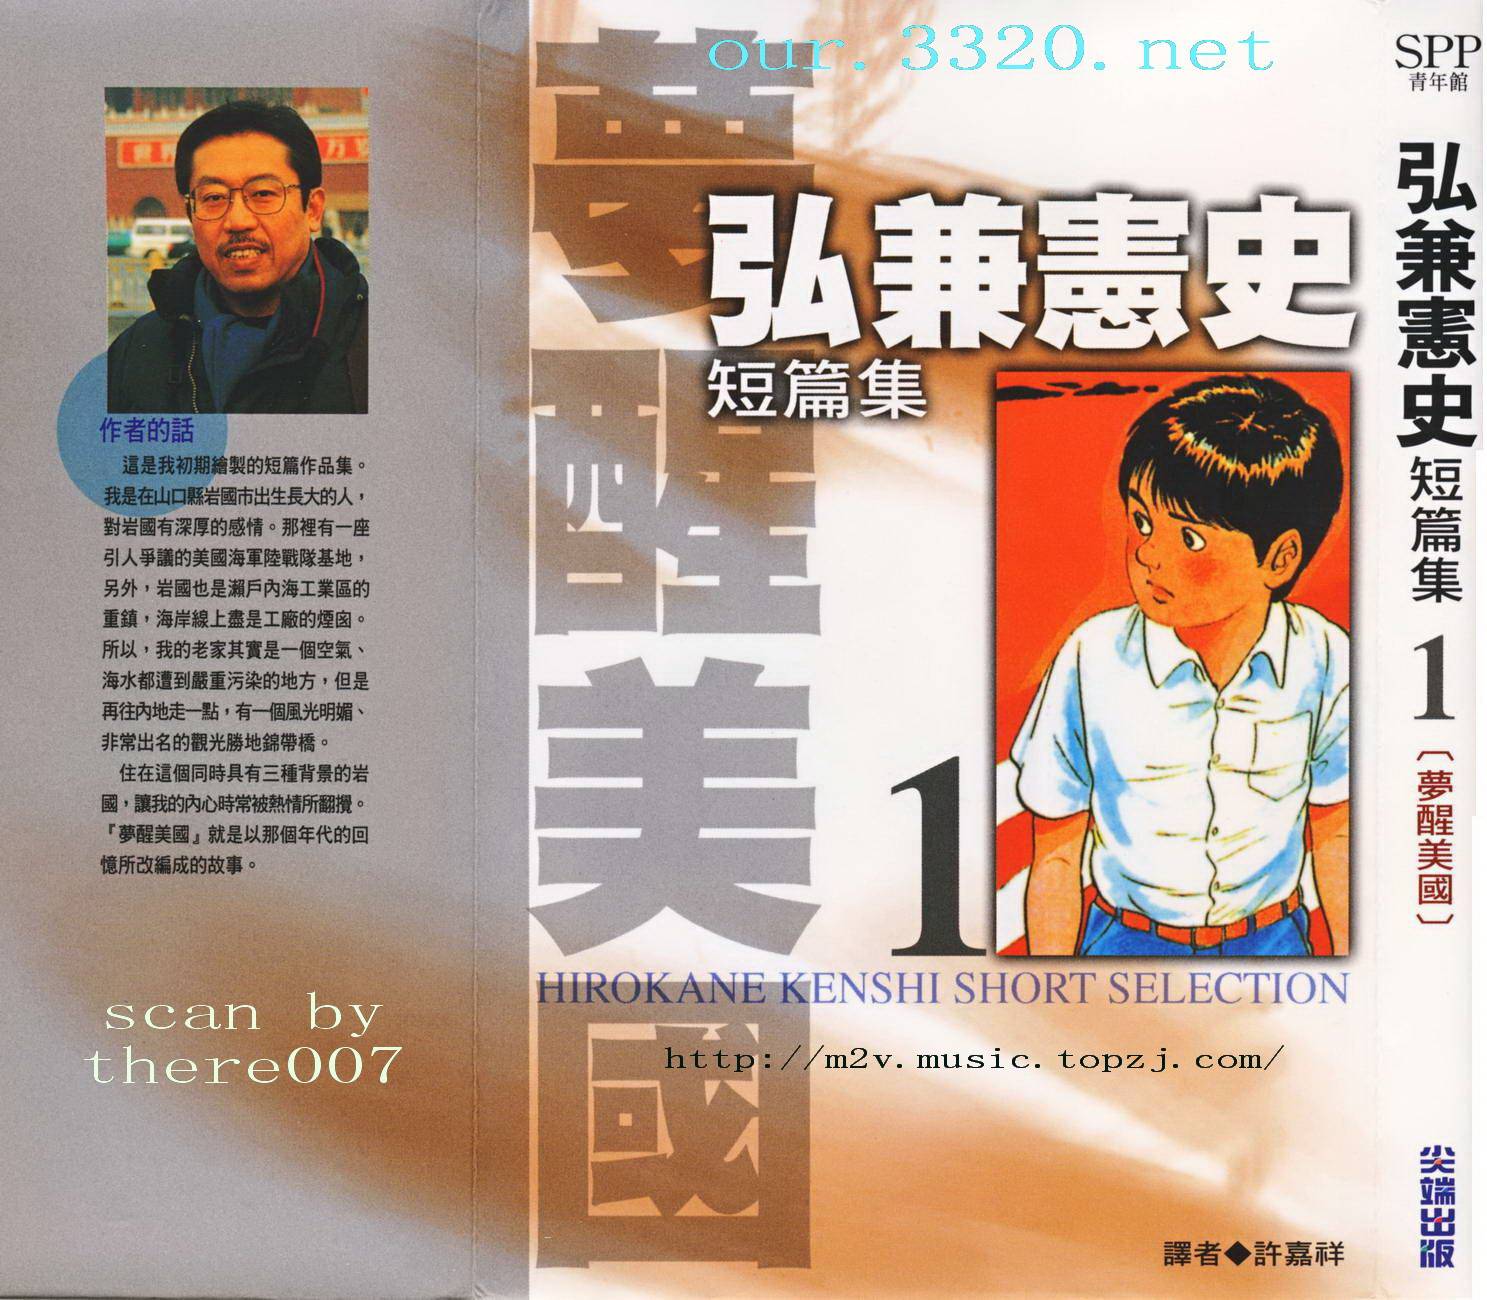 作者的話
這是我初期繪製的短篇作品集。
我是在山口縣岩國市出生長大的人，
對岩國有深厚的感情。那裡有一座
引人爭議的美國海軍陸戰隊基地，
另外，岩國也是瀨戶內海工業區的
重鎮，海岸線上盡是工廠的煙囪。
所以，我的老家其實是一個空氣、
海水都遭到嚴重污染的地方，但是
再往內地走一點，有一個風光明媚、
非常出名的觀光勝地錦帶橋。
住在這個同時具有三種背景的岩
國，讓我的內心時常被熱情所翻攪。
『夢醒美國』就是以那個年代的回
憶所改編成的故事。
scan by
there007
夢醒美國
our.3320.net
弘兼憲史
短篇集
1
HIROKANE KENSHI SHORT SELECTION
http://m2v.music.topzj.com/
譯者◆許嘉祥
SPP
青年館
弘兼憲史
短篇集
1
〔夢醒美國〕
尖端出版